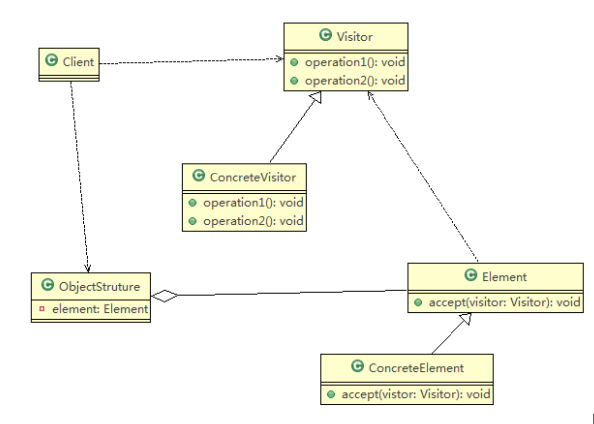 Visitor
operation1(): void
operation2(): void
Client
ConcreteVisitor
operation1(): void
operation2(): void
ObjectStruture
element: Element
Element
accept(visitor: Visitor): void
ConcreteElement
accept(vistor: Visitor): void